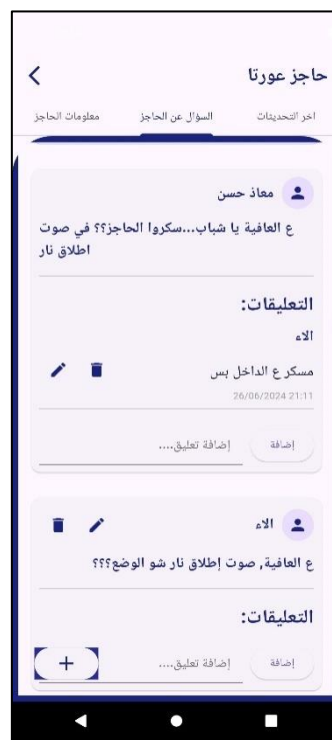 حاجز عورتا
اخر التحديثات
السؤال عن الحاجز
معلومات الحاجز
معاذ حسن
ع العافية يا شباب...سكروا الحاجز؟؟ في صوت
اطلاق نار
التعليقات:
الاء
مسكر ع الداخل بس
26/06/2024 21:11
إضافة
إضافة تعليق....
الاء
ع العافية, صوت إطلاق نار شو الوضع؟؟؟
التعليقات:
إضافة
إضافة تعليق....